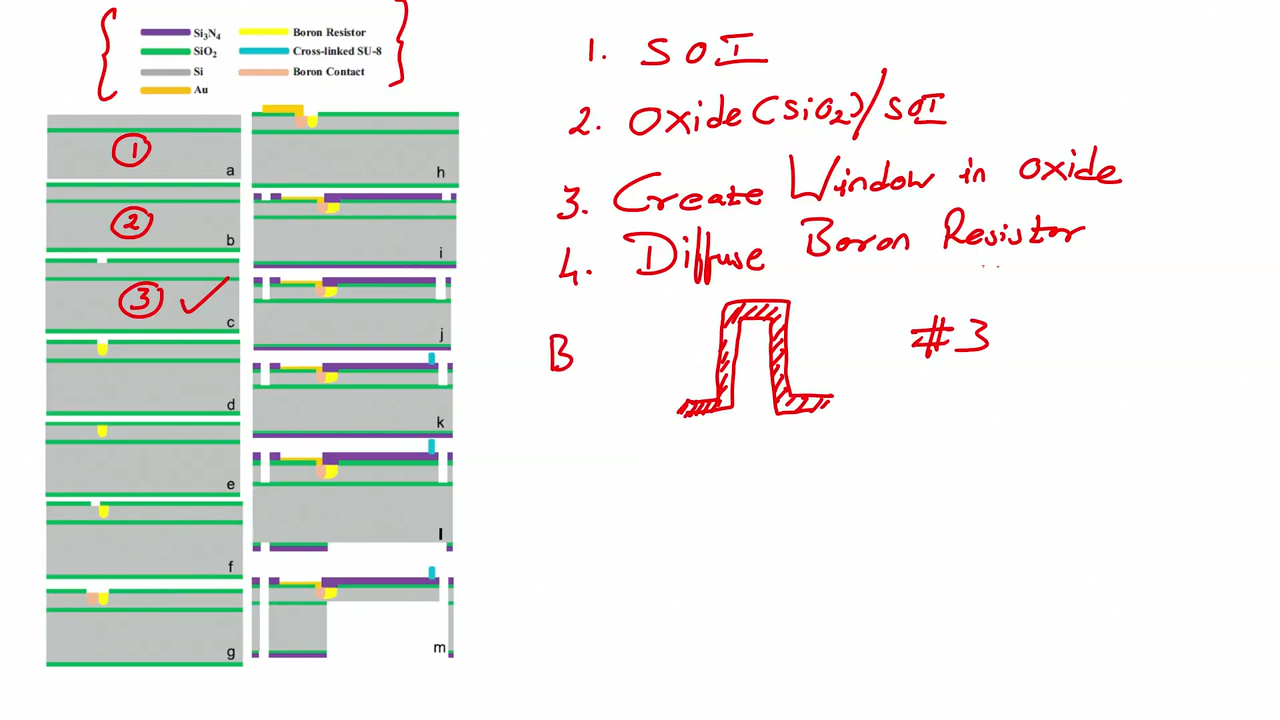 Si3N4 Boron Resistor
SiO2 Cross-linked SU-8
Si Boron Contact
Au
1. SOI
2. Oxide (SiO2)/SOI
3. Create Window in oxide
4. Diffuse Boron Resistor
B #3
1 a
2 b
3 c
d
e
f
g
h
i
j
k
l
m